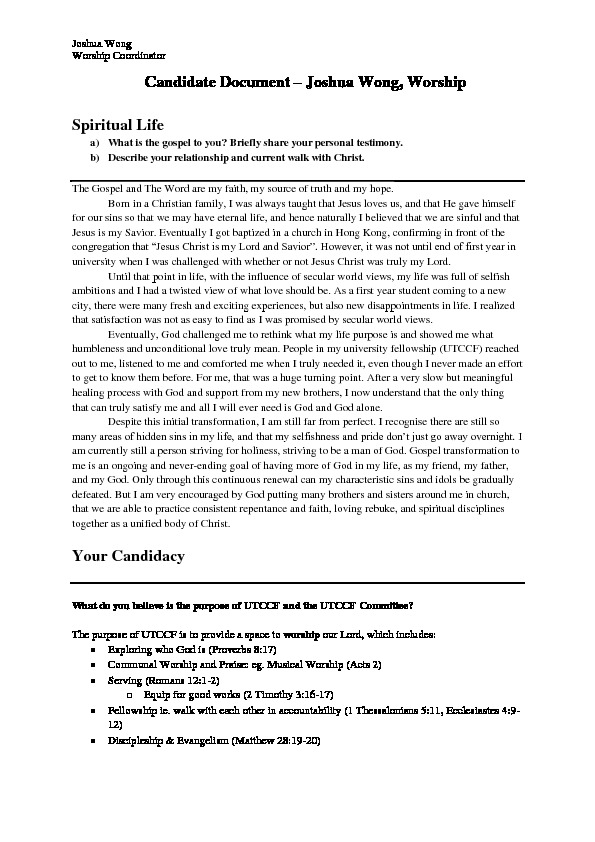 Joshua Wong
Worship Coordinator
Candidate Document – Joshua Wong, Worship
Spiritual Life
a) What is the gospel to you? Briefly share your personal testimony.
b) Describe your relationship and current walk with Christ.
The Gospel and The Word are my faith, my source of truth and my hope.
Born in a Christian family, I was always taught that Jesus loves us, and that He gave himself
for our sins so that we may have eternal life, and hence naturally I believed that we are sinful and that
Jesus is my Savior. Eventually I got baptized in a church in Hong Kong, confirming in front of the
congregation that “Jesus Christ is my Lord and Savior”. However, it was not until end of first year in
university when I was challenged with whether or not Jesus Christ was truly my Lord.
Until that point in life, with the influence of secular world views, my life was full of selfish
ambitions and I had a twisted view of what love should be. As a first year student coming to a new
city, there were many fresh and exciting experiences, but also new disappointments in life. I realized
that satisfaction was not as easy to find as I was promised by secular world views.
Eventually, God challenged me to rethink what my life purpose is and showed me what
humbleness and unconditional love truly mean. People in my university fellowship (UTCCF) reached
out to me, listened to me and comforted me when I truly needed it, even though I never made an effort
to get to know them before. For me, that was a huge turning point. After a very slow but meaningful
healing process with God and support from my new brothers, I now understand that the only thing
that can truly satisfy me and all I will ever need is God and God alone.
Despite this initial transformation, I am still far from perfect. I recognise there are still so
many areas of hidden sins in my life, and that my selfishness and pride don’t just go away overnight. I
am currently still a person striving for holiness, striving to be a man of God. Gospel transformation to
me is an ongoing and never-ending goal of having more of God in my life, as my friend, my father,
and my God. Only through this continuous renewal can my characteristic sins and idols be gradually
defeated. But I am very encouraged by God putting many brothers and sisters around me in church,
that we are able to practice consistent repentance and faith, loving rebuke, and spiritual disciplines
together as a unified body of Christ.
Your Candidacy
What do you believe is the purpose of UTCCF and the UTCCF Committee?
The purpose of UTCCF is to provide a space to worship our Lord, which includes:
• Exploring who God is (Proverbs 8:17)
• Communal Worship and Praise: eg. Musical Worship (Acts 2)
• Serving (Romans 12:1-2)
o Equip for good works (2 Timothy 3:16-17)
• Fellowship ie. walk with each other in accountability (1 Thessalonians 5:11, Ecclesiastes 4:9-
12)
• Discipleship & Evangelism (Matthew 28:19-20)